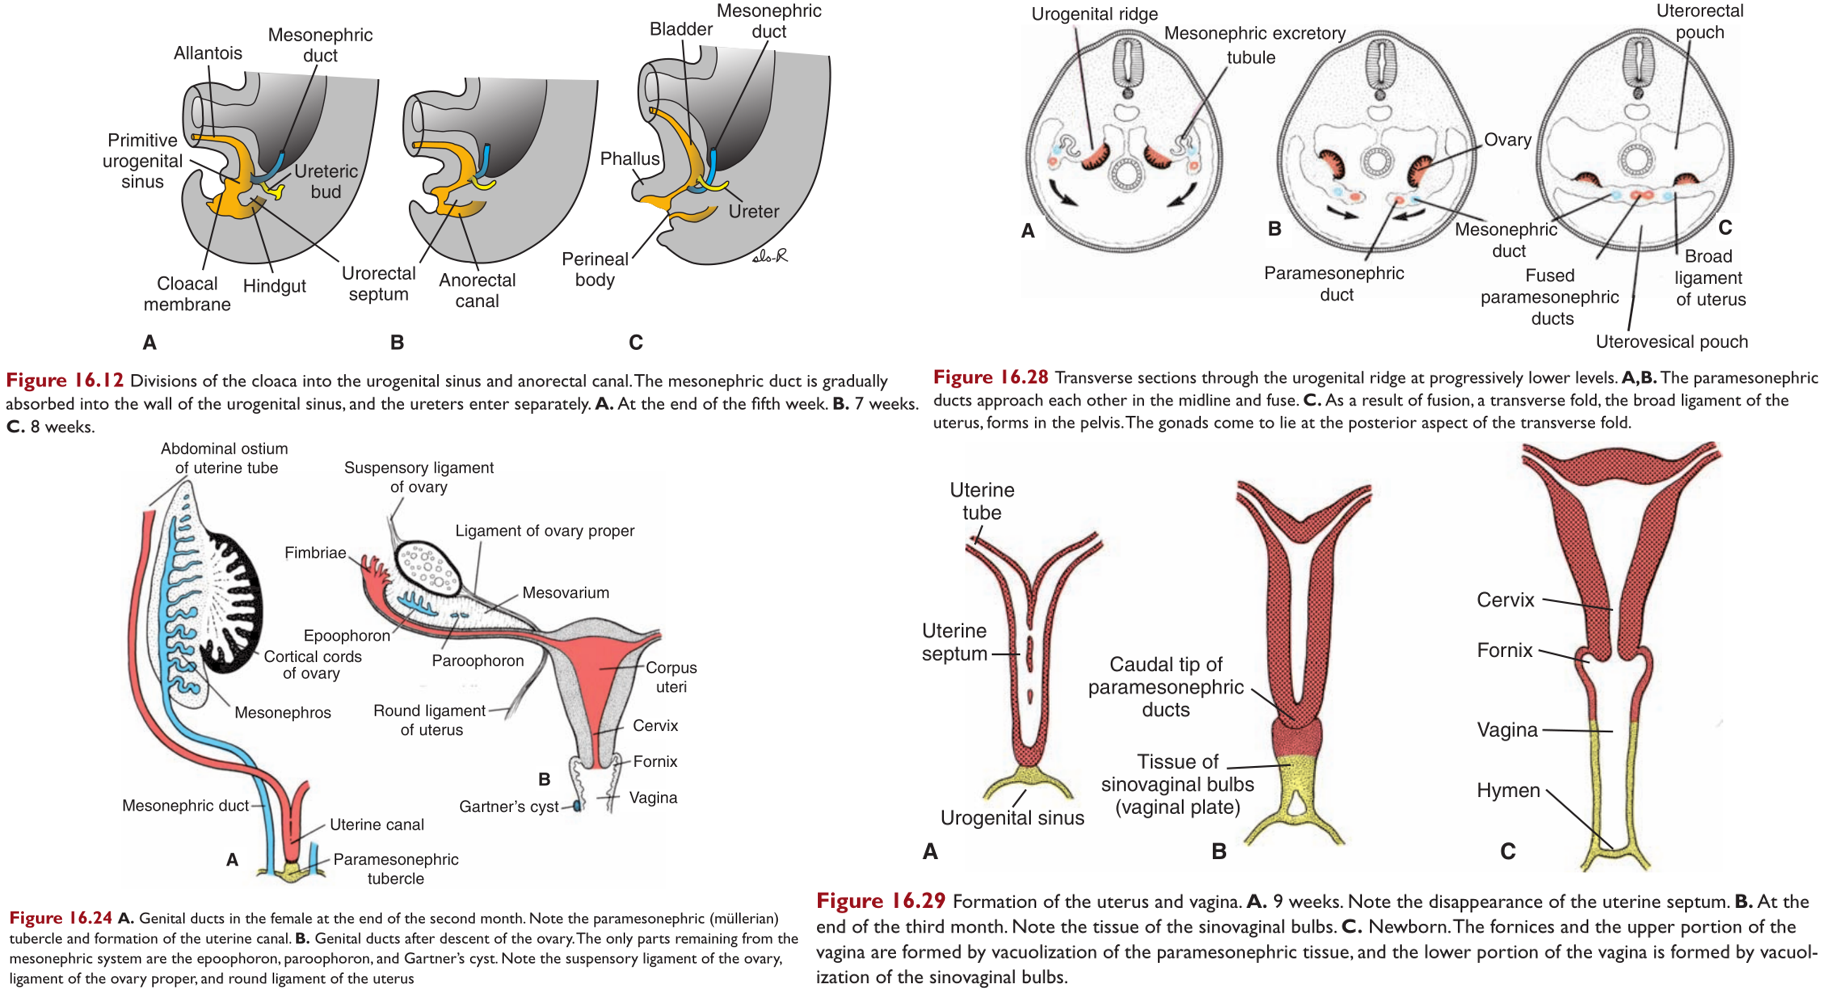 Allantois
Mesonephric
duct
Bladder
Mesonephric
duct
Primitive
urogenital
sinus
Ureteric
bud
Phallus
Ureter
Cloacal
membrane
Hindgut
Urorectal
septum
Anorectal
canal
Perineal
body
slo-R
A
B
C
Figure 16.12 Divisions of the cloaca into the urogenital sinus and anorectal canal. The mesonephric duct is gradually
absorbed into the wall of the urogenital sinus, and the ureters enter separately. A. At the end of the fifth week. B. 7 weeks.
C. 8 weeks.
Urogenital ridge
Mesonephric excretory
tubule
Uterorectal
pouch
Ovary
A
B
C
Mesonephric
duct
Paramesonephric
duct
Fused
paramesonephric
ducts
Broad
ligament
of uterus
Uterovesical pouch
Figure 16.28 Transverse sections through the urogenital ridge at progressively lower levels. A,B. The paramesonephric
ducts approach each other in the midline and fuse. C. As a result of fusion, a transverse fold, the broad ligament of the
uterus, forms in the pelvis. The gonads come to lie at the posterior aspect of the transverse fold.
Abdominal ostium
of uterine tube
Suspensory ligament
of ovary
Ligament of ovary proper
Fimbriae
Mesovarium
Epoophoron
Cortical cords
of ovary
Paroophoron
Corpus
uteri
Mesonephros
Round ligament
of uterus
Cervix
Fornix
B
Gartner's cyst
Vagina
Mesonephric duct
Uterine canal
A
Paramesonephric
tubercle
Figure 16.24 A. Genital ducts in the female at the end of the second month. Note the paramesonephric (müllerian)
tubercle and formation of the uterine canal. B. Genital ducts after descent of the ovary. The only parts remaining from the
mesonephric system are the epoophoron, paroophoron, and Gartner's cyst. Note the suspensory ligament of the ovary,
ligament of the ovary proper, and round ligament of the uterus
Uterine
tube
Uterine
septum
Urogenital sinus
A
Caudal tip of
paramesonephric
ducts
Tissue of
sinovaginal bulbs
(vaginal plate)
B
Cervix
Fornix
Vagina
Hymen
C
Figure 16.29 Formation of the uterus and vagina. A. 9 weeks. Note the disappearance of the uterine septum. B. At the
end of the third month. Note the tissue of the sinovaginal bulbs. C. Newborn. The fornices and the upper portion of the
vagina are formed by vacuolization of the paramesonephric tissue, and the lower portion of the vagina is formed by vacuol-
ization of the sinovaginal bulbs.